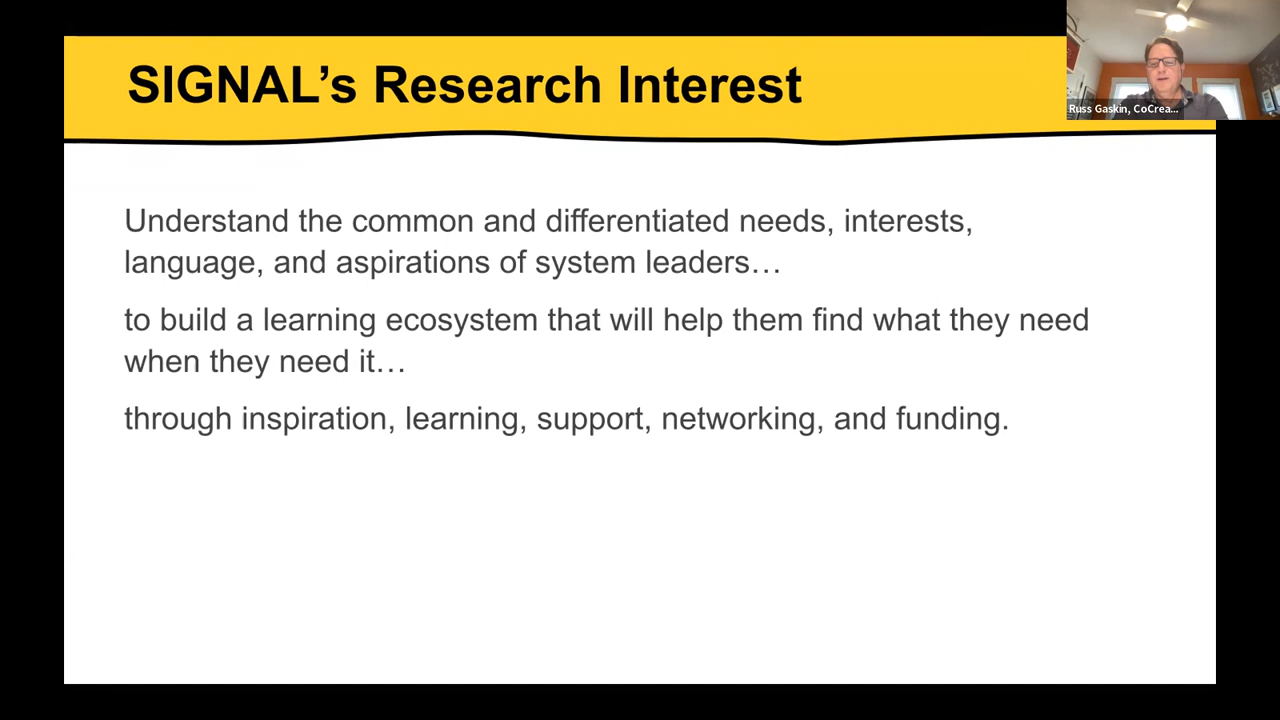 SIGNAL’s Research Interest
Russ Gaskin, CoCrea...
Understand the common and differentiated needs, interests,
language, and aspirations of system leaders…
to build a learning ecosystem that will help them find what they need
when they need it…
through inspiration, learning, support, networking, and funding.